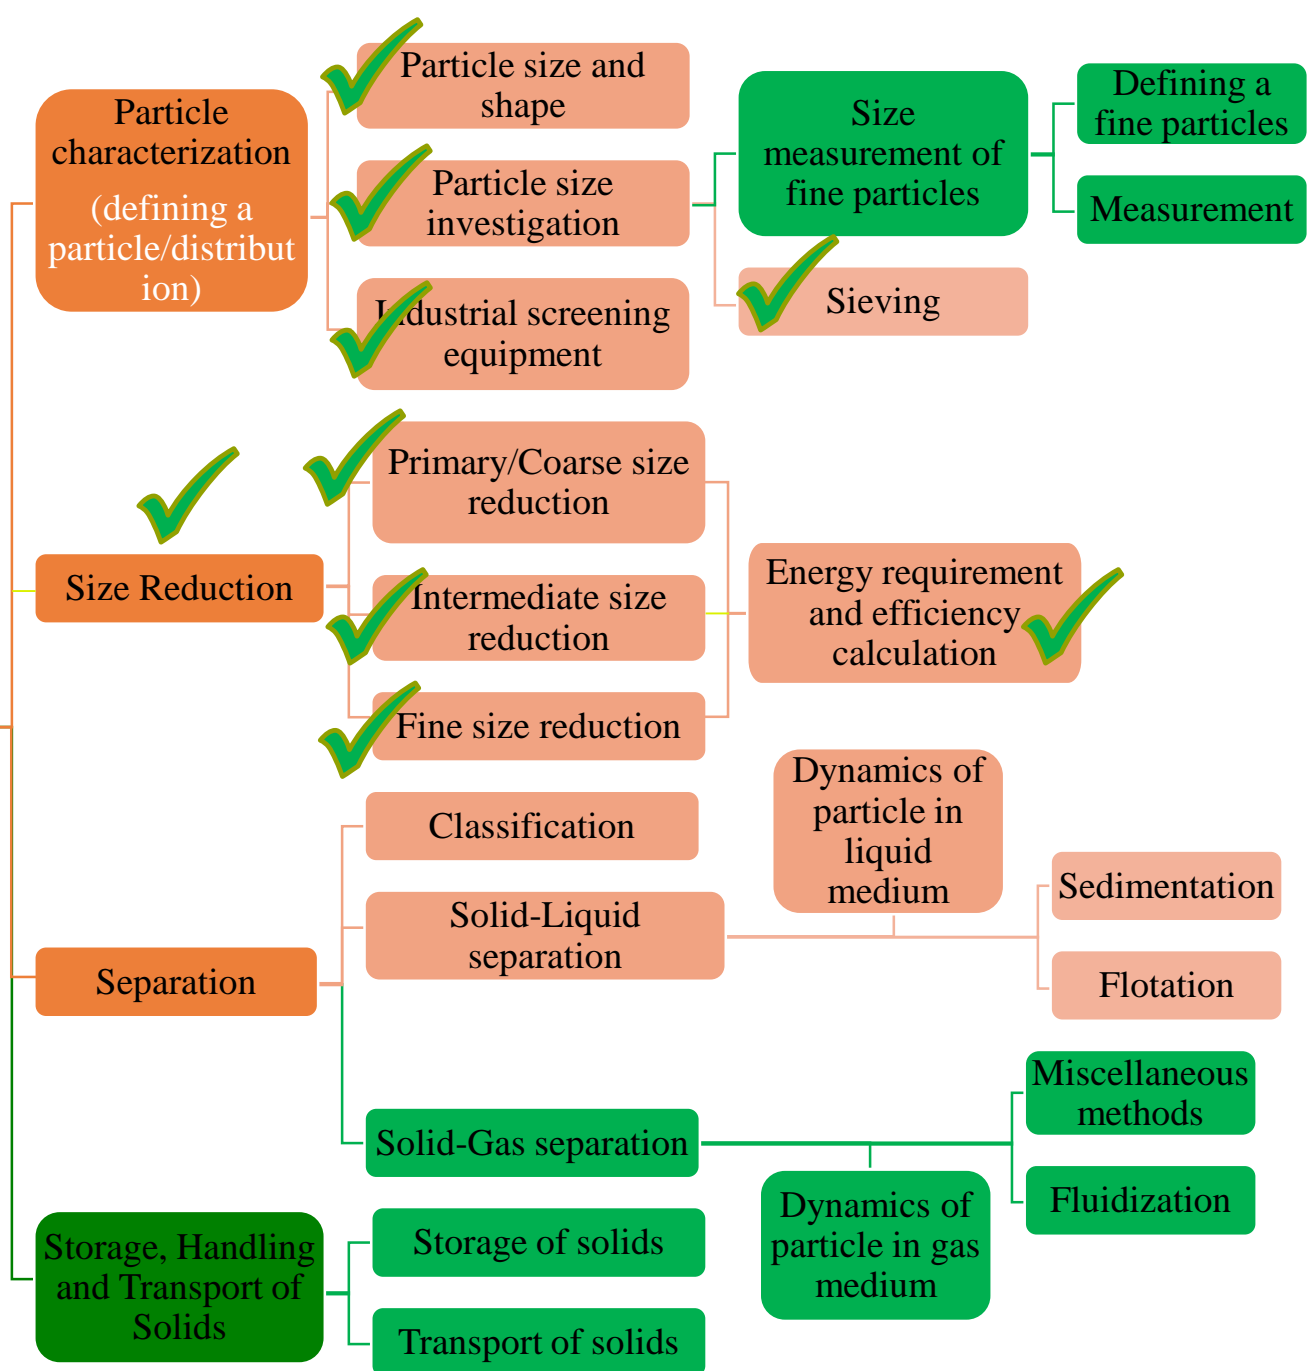 Particle
characterization
(defining a
particle/distribut
ion)
Particle size and
shape
Particle size
investigation
Industrial screening
equipment
Size
measurement of
fine particles
Sieving
Defining a
fine particles
Measurement
Size Reduction
Primary/Coarse size
reduction
Intermediate size
reduction
Fine size reduction
Energy requirement
and efficiency
calculation
Separation
Classification
Solid-Liquid
separation
Dynamics of
particle in
liquid
medium
Sedimentation
Flotation
Solid-Gas separation
Dynamics of
particle in gas
medium
Miscellaneous
methods
Fluidization
Storage, Handling
and Transport of
Solids
Storage of solids
Transport of solids